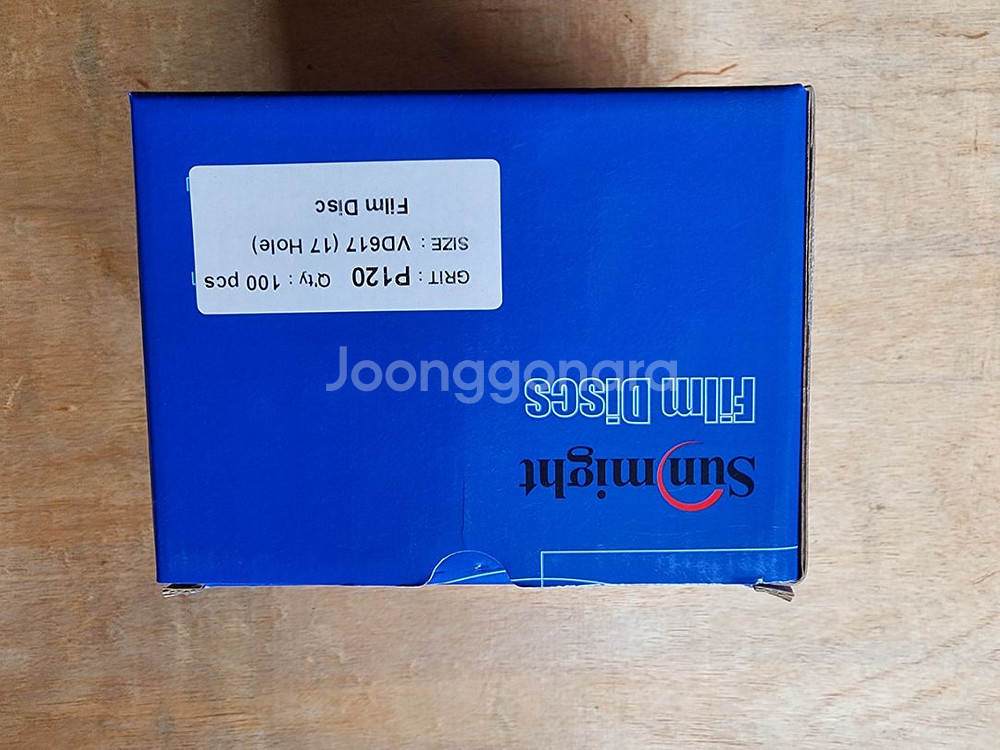 Sunmight
Film Discs
GRIT : P120 Q'ty : 100 pcs
SIZE : VD617 (17 Hole)
Film Disc
Joonggonara